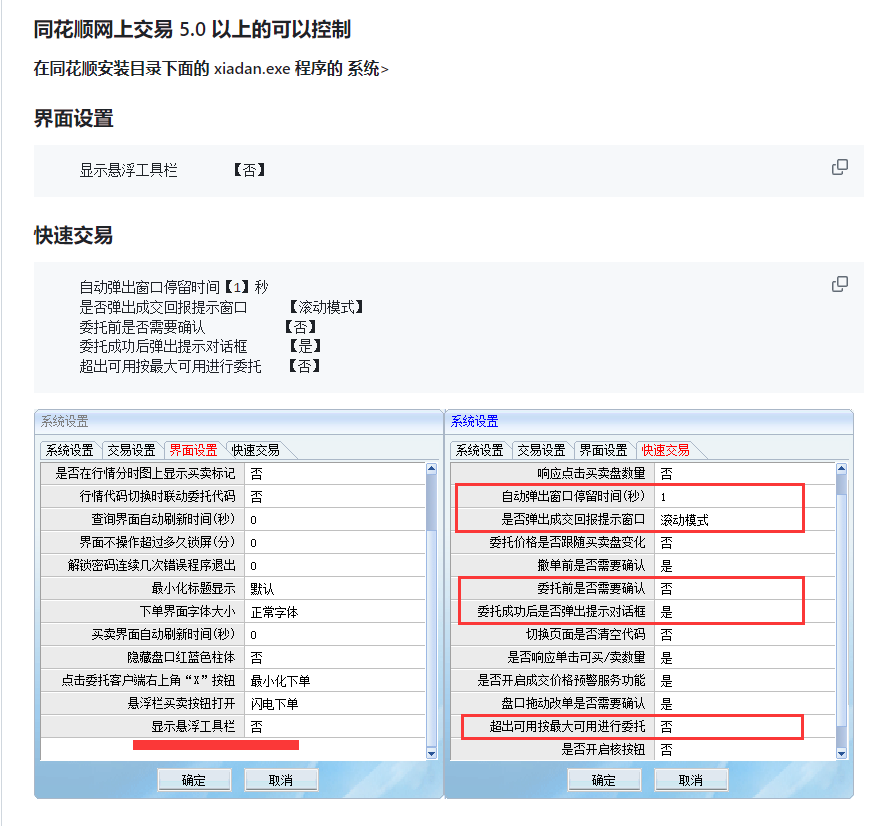 同花顺网上交易 5.0 以上的可以控制
在同花顺安装目录下面的 xiadan.exe 程序的 系统>
界面设置
显示悬浮工具栏 【否】
快速交易
自动弹出窗口停留时间【1】秒
是否弹出成交回报提示窗口 【滚动模式】
委托前是否需要确认 【否】
委托成功后弹出提示对话框 【是】
超出可用按最大可用进行委托 【否】
系统设置
系统设置 交易设置 界面设置 快速交易
是否在行情分时图上显示买卖标记 否
行情代码切换时联动委托代码 否
查询界面自动刷新时间(秒) 0
界面不操作超过多久锁屏(分) 0
解锁密码连续几次错误程序退出 0
最小化标题显示 默认
下单界面字体大小 正常字体
买卖界面自动刷新时间(秒) 0
隐藏盘口红蓝色柱体 否
点击委托客户端右上角“X”按钮 最小化下单
悬浮栏买卖按钮打开 闪电下单
显示悬浮工具栏 否
确定 取消
系统设置
系统设置 交易设置 界面设置 快速交易
响应点击买卖盘数量 否
自动弹出窗口停留时间(秒) 1
是否弹出成交回报提示窗口 滚动模式
委托价格是否跟随买卖盘变化 否
撤单前是否需要确认 是
委托前是否需要确认 否
委托成功后是否弹出提示对话框 是
切换页面是否清空代码 否
是否响应单击可买/卖数量 是
是否开启成交价格预警服务功能 是
盘口拖动改单是否需要确认 是
超出可用按最大可用进行委托 否
是否开启核按钮 否
确定 取消